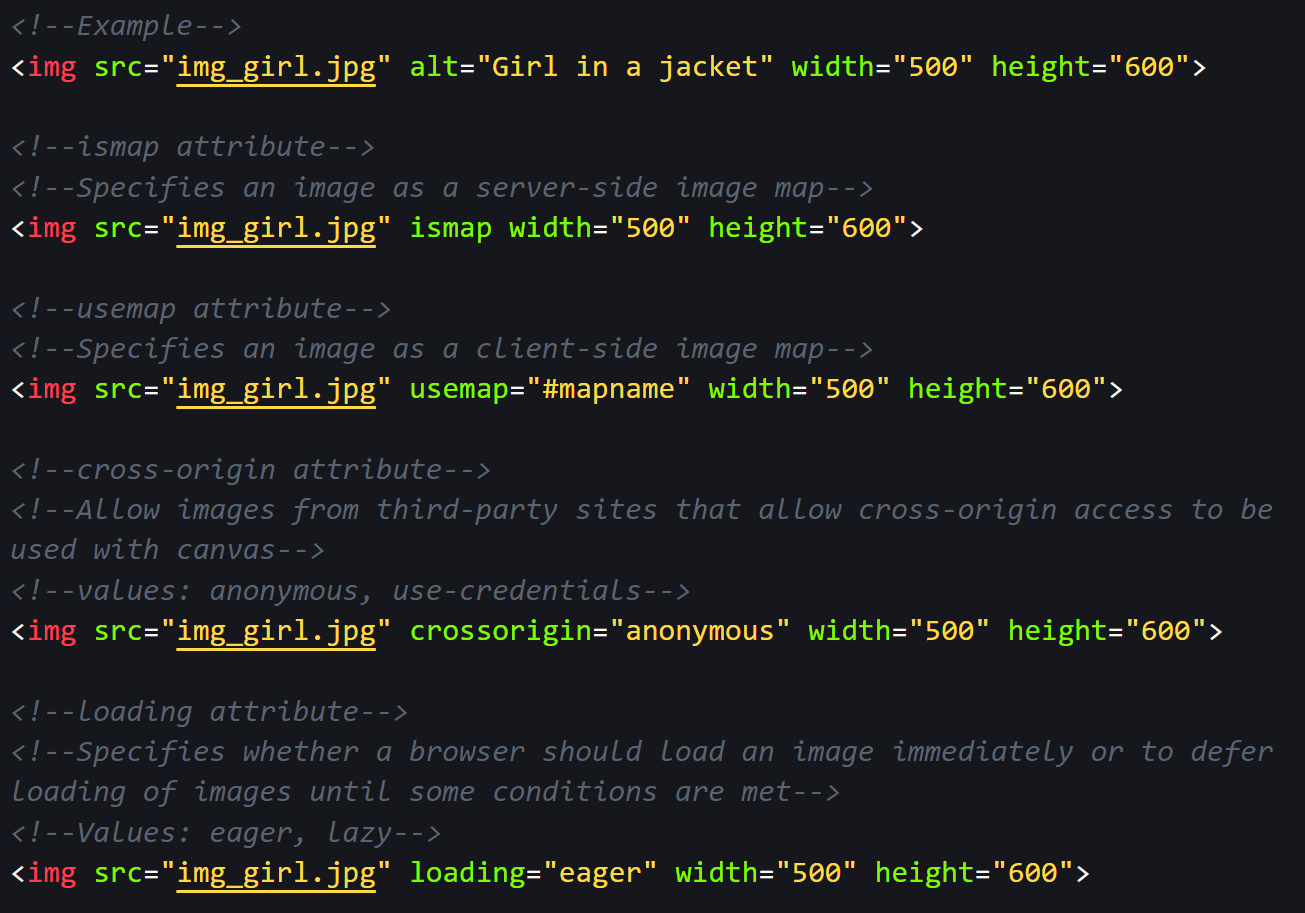 <!--Example-->
<img src="img_girl.jpg" alt="Girl in a jacket" width="500" height="600">
<!--ismap attribute-->
<!--Specifies an image as a server-side image map-->
<img src="img_girl.jpg" ismap width="500" height="600">
<!--usemap attribute-->
<!--Specifies an image as a client-side image map-->
<img src="img_girl.jpg" usemap="#mapname" width="500" height="600">
<!--cross-origin attribute-->
<!--Allow images from third-party sites that allow cross-origin access to be
used with canvas-->
<!--values: anonymous, use-credentials-->
<img src="img_girl.jpg" crossorigin="anonymous" width="500" height="600">
<!--loading attribute-->
<!--Specifies whether a browser should load an image immediately or to defer
loading of images until some conditions are met-->
<!--Values: eager, lazy-->
<img src="img_girl.jpg" loading="eager" width="500" height="600">